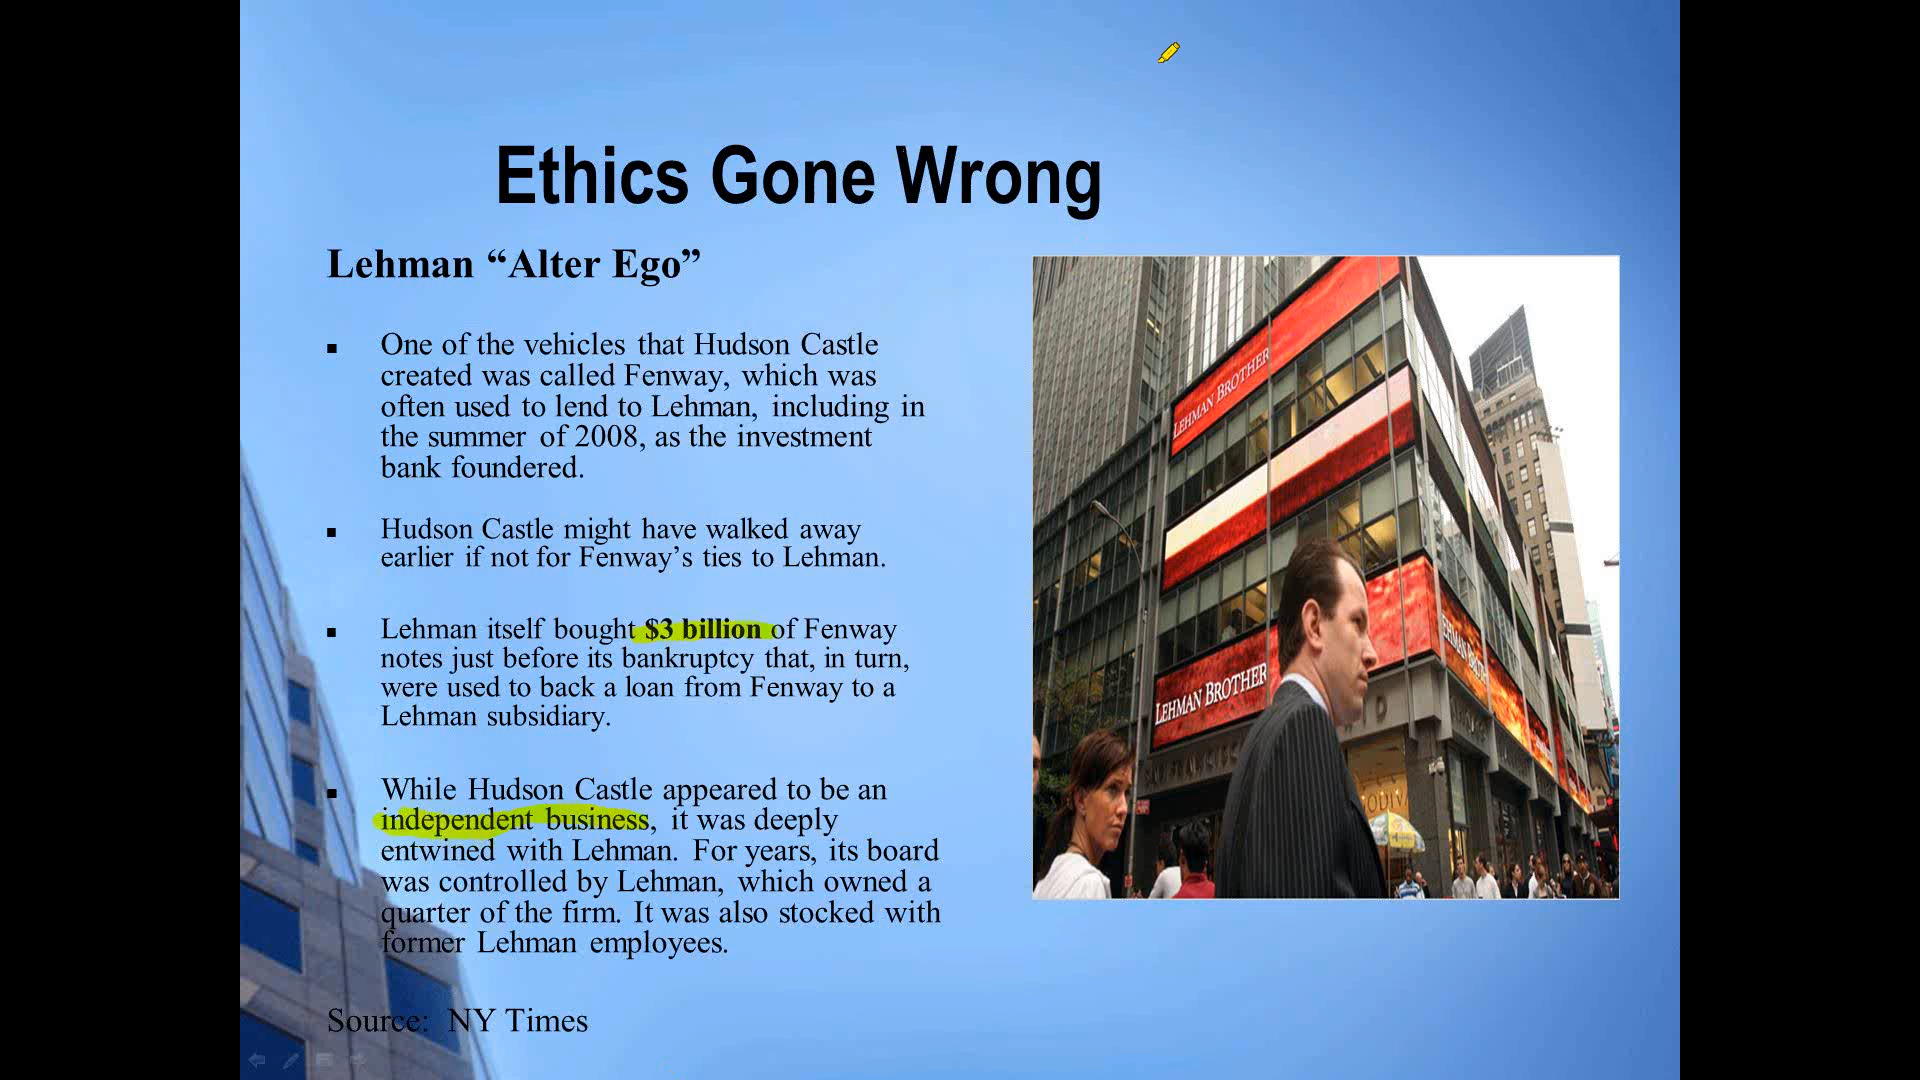 Ethics Gone Wrong
Lehman “Alter Ego”
One of the vehicles that Hudson Castle
created was called Fenway, which was
often used to lend to Lehman, including in
the summer of 2008, as the investment
bank foundered.
Hudson Castle might have walked away
earlier if not for Fenway’s ties to Lehman.
Lehman itself bought $3 billion of Fenway
notes just before its bankruptcy that, in turn,
were used to back a loan from Fenway to a
Lehman subsidiary.
While Hudson Castle appeared to be an
independent business, it was deeply
entwined with Lehman. For years, its board
was controlled by Lehman, which owned a
quarter of the firm. It was also stocked with
former Lehman employees.
Source: NY Times
LEHMAN BROTHER
LEHMAN BROTHER